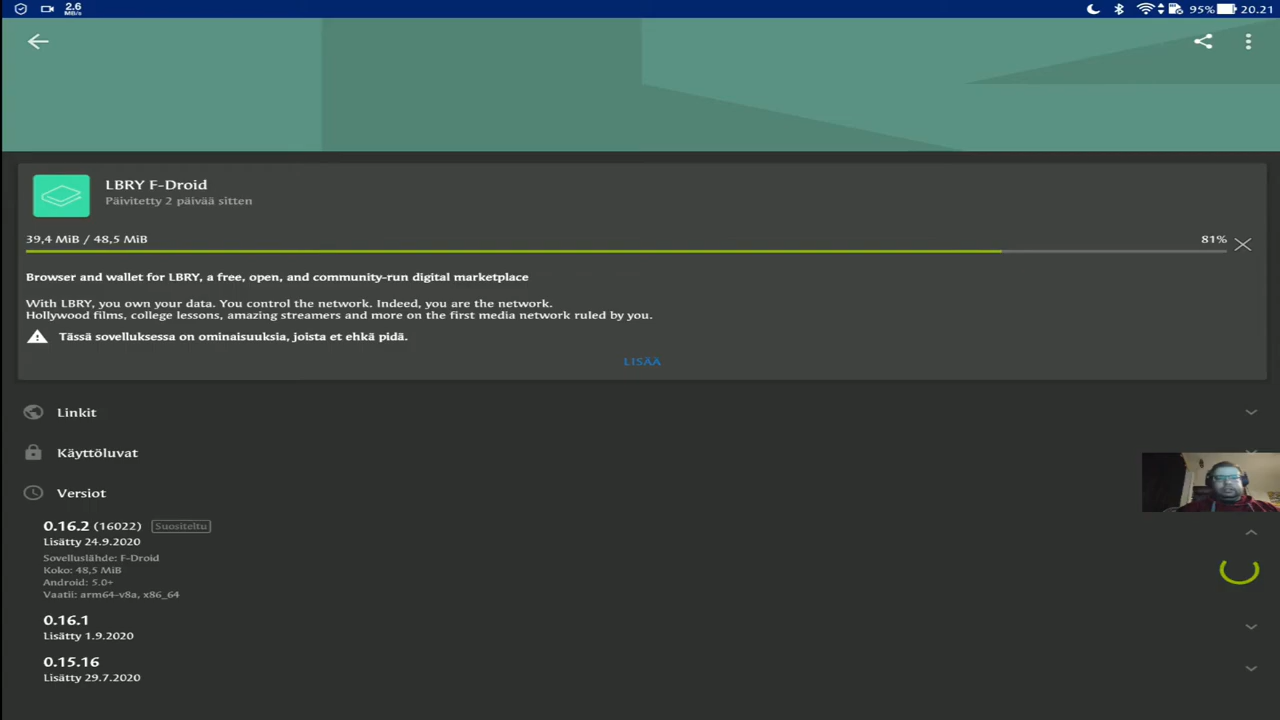 2.6
MB/s
95%
20.21
LBRY F-Droid
Päivitetty 2 päivää sitten
39,4 MiB / 48,5 MiB
81%
Browser and wallet for LBRY, a free, open, and community-run digital marketplace
With LBRY, you own your data. You control the network. Indeed, you are the network.
Hollywood films, college lessons, amazing streamers and more on the first media network ruled by you.
Tässä sovelluksessa on ominaisuuksia, joista et ehkä pidä.
LISÄÄ
Linkit
Käyttöluvat
Versiot
0.16.2 (16022) Suositeltu
Lisätty 24.9.2020
Sovelluslähde: F-Droid
Koko: 48,5 MiB
Android: 5.0+
Vaatii: arm64-v8a, x86_64
0.16.1
Lisätty 1.9.2020
0.15.16
Lisätty 29.7.2020